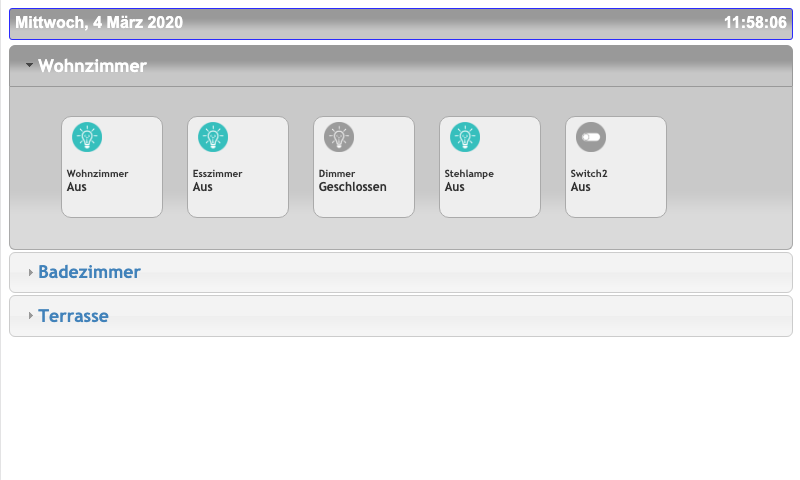 Mittwoch, 4 März 2020 11:58:06
Wohnzimmer
Wohnzimmer Esszimmer Dimmer Stehlampe Switch2
Aus Aus Geschlossen Aus Aus
Badezimmer
Terrasse